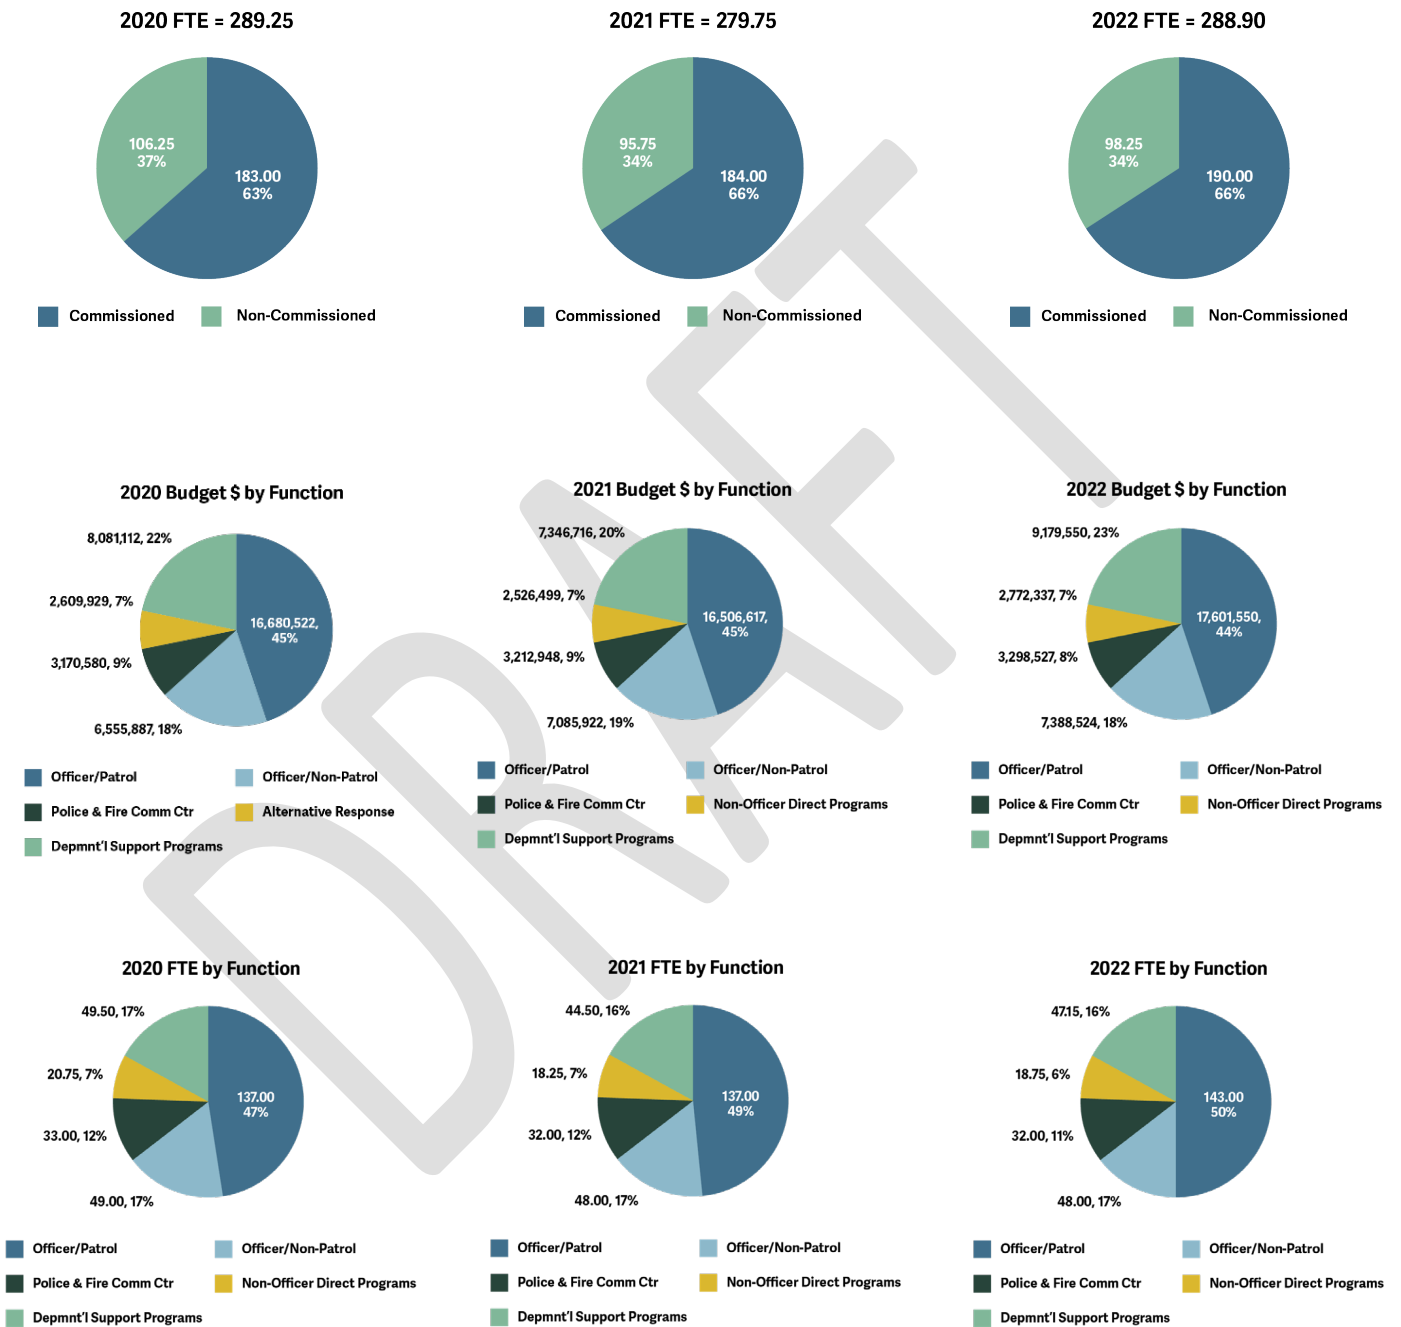 2020 FTE = 289.25
106.25
37%
183.00
63%
Commissioned
Non-Commissioned
2021 FTE = 279.75
95.75
34%
184.00
66%
Commissioned
Non-Commissioned
2022 FTE = 288.90
98.25
34%
190.00
66%
Commissioned
Non-Commissioned
2020 Budget $ by Function
8,081,112, 22%
2,609,929, 7%
16,680,522,
45%
3,170,580, 9%
6,555,887, 18%
Officer/Patrol
Officer/Non-Patrol
Police & Fire Comm Ctr
Alternative Response
Depmnt'l Support Programs
2021 Budget $ by Function
7,346,716, 20%
2,526,499, 7%
16,506,617,
45%
3,212,948, 9%
7,085,922, 19%
Officer/Patrol
Officer/Non-Patrol
Police & Fire Comm Ctr
Non-Officer Direct Programs
Depmnt'l Support Programs
2022 Budget $ by Function
9,179,550, 23%
2,772,337, 7%
17,601,550,
44%
3,298,527, 8%
7,388,524, 18%
Officer/Patrol
Officer/Non-Patrol
Police & Fire Comm Ctr
Non-Officer Direct Programs
Depmnt'l Support Programs
2020 FTE by Function
49.50, 17%
20.75, 7%
137.00
47%
33.00, 12%
49.00, 17%
Officer/Patrol
Officer/Non-Patrol
Police & Fire Comm Ctr
Non-Officer Direct Programs
Depmnt'l Support Programs
2021 FTE by Function
44.50, 16%
18.25, 7%
137.00
49%
32.00, 12%
48.00, 17%
Officer/Patrol
Officer/Non-Patrol
Police & Fire Comm Ctr
Non-Officer Direct Programs
Depmnt'l Support Programs
2022 FTE by Function
47.15, 16%
18.75, 6%
143.00
50%
32.00, 11%
48.00, 17%
Officer/Patrol
Officer/Non-Patrol
Police & Fire Comm Ctr
Non-Officer Direct Programs
Depmnt'l Support Programs
DRAFT